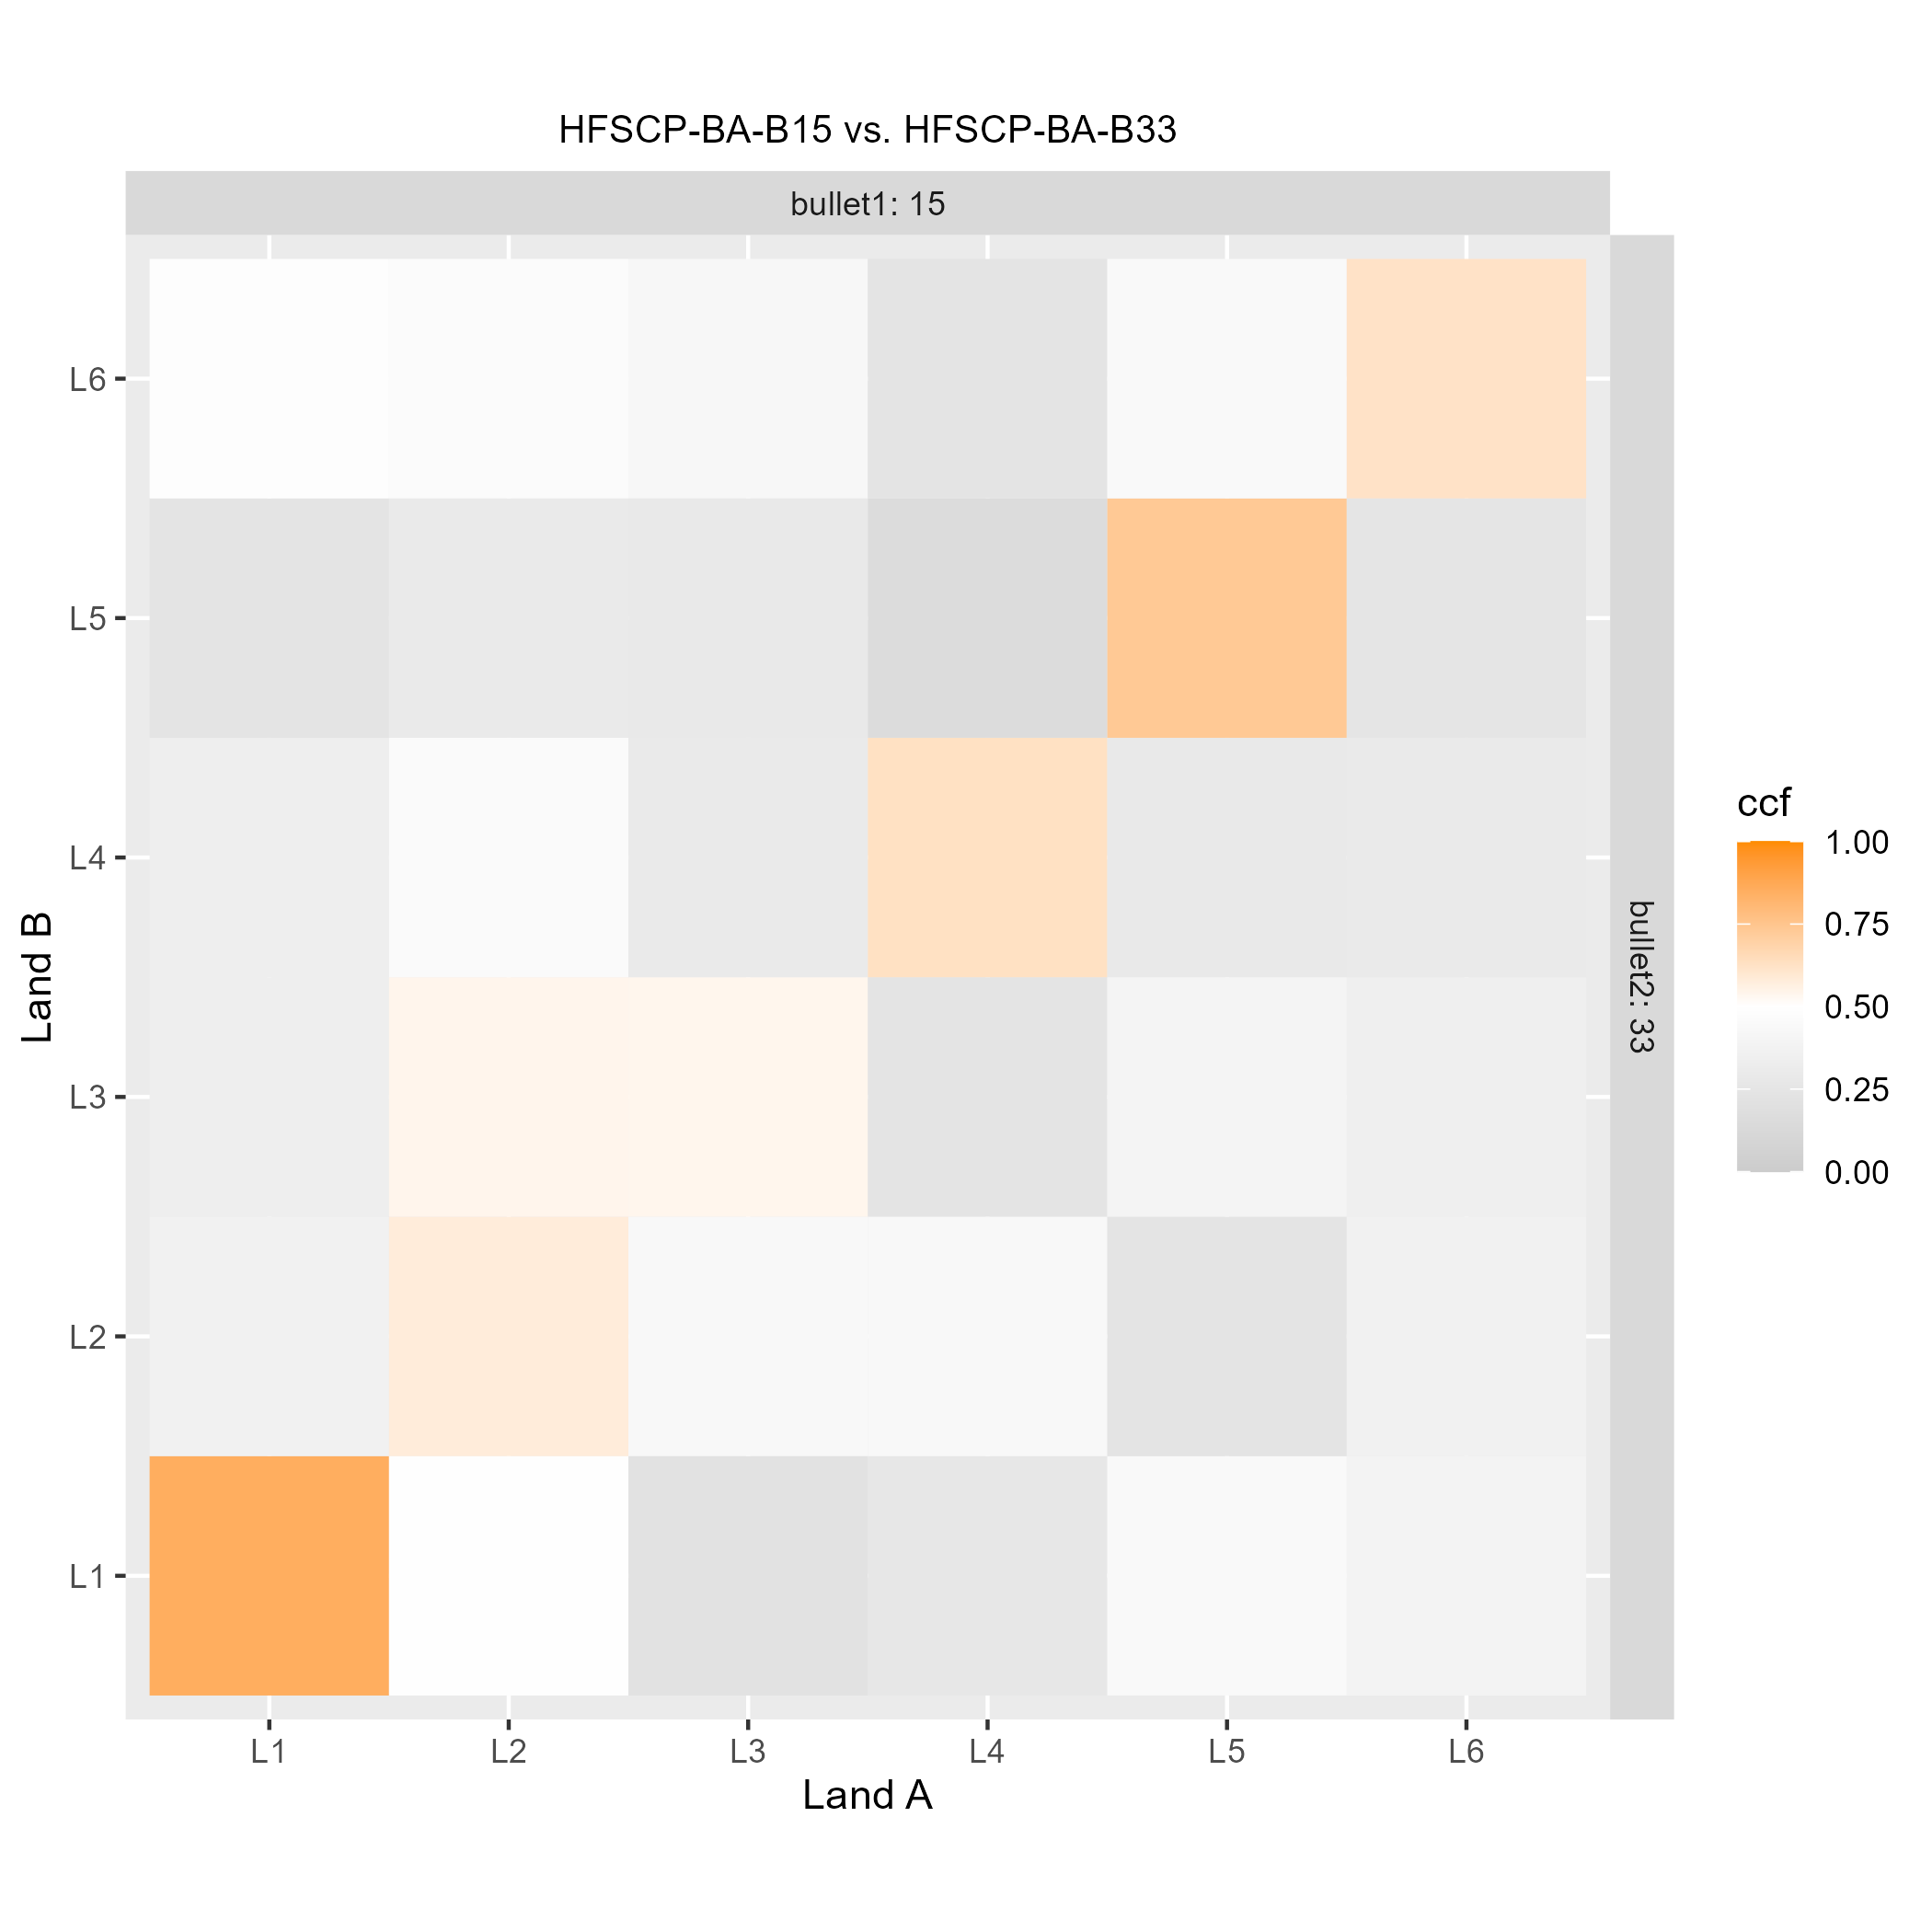 HFSCP-BA-B15 vs. HFSCP-BA-B33
bullet1: 15
L6
L5
L4
L3
L2
L1
Land B
bullet2: 33
ccf
1.00
0.75
0.50
0.25
0.00
L1 L2 L3 L4 L5 L6
Land A